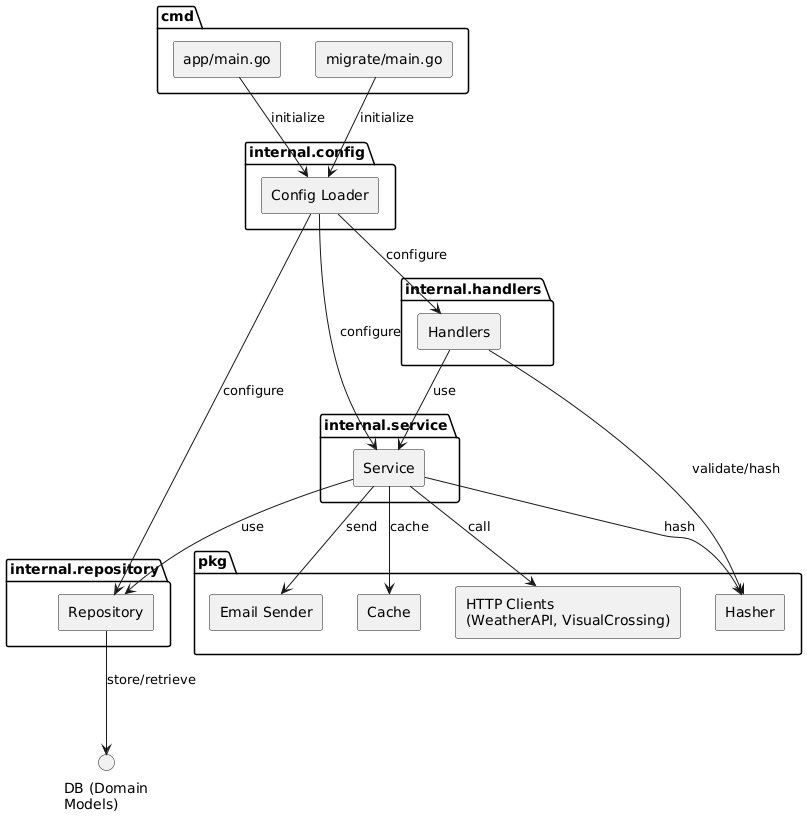 cmd
app/main.go
migrate/main.go
initialize
initialize
internal.config
Config Loader
configure
internal.handlers
Handlers
configure
configure
use
internal.service
Service
validate/hash
use
send
cache
call
hash
internal.repository
Repository
pkg
Email Sender
Cache
HTTP Clients
(WeatherAPI, VisualCrossing)
Hasher
store/retrieve
DB (Domain
Models)